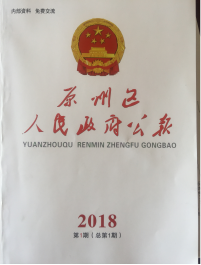 内部资料 免费交流
原州区
人民政府公报
YUANZHOUQU RENMIN ZHENGFU GONGBAO
2018
第1期（总第1期）